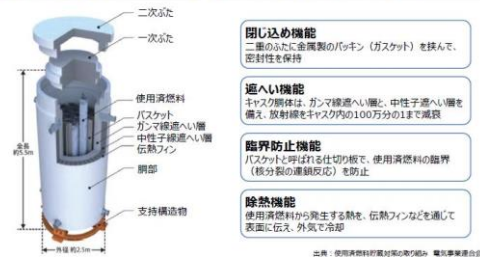 二次ぶた
一次ぶた
使用済燃料
バスケット
ガンマ線遮へい層
中性子線遮へい層
伝熱フィン
胴部
支持構造物
全長
約5.5m
外径 約2.5m
閉じ込め機能
二重のふたに金属製のパッキン（ガスケット）を挟んで、
密封性を保持
遮へい機能
キャスク胴体は、ガンマ線遮へい層と、中性子遮へい層を
備え、放射線をキャスク内の100万分の1まで減衰
臨界防止機能
バスケットと呼ばれる仕切り板で、使用済燃料の臨界
（核分裂の連鎖反応）を防止
除熱機能
使用済燃料から発生する熱を、伝熱フィンなどを通じて
表面に伝え、外気で冷却
出典：使用済燃料貯蔵対策の取り組み 電気事業連合会